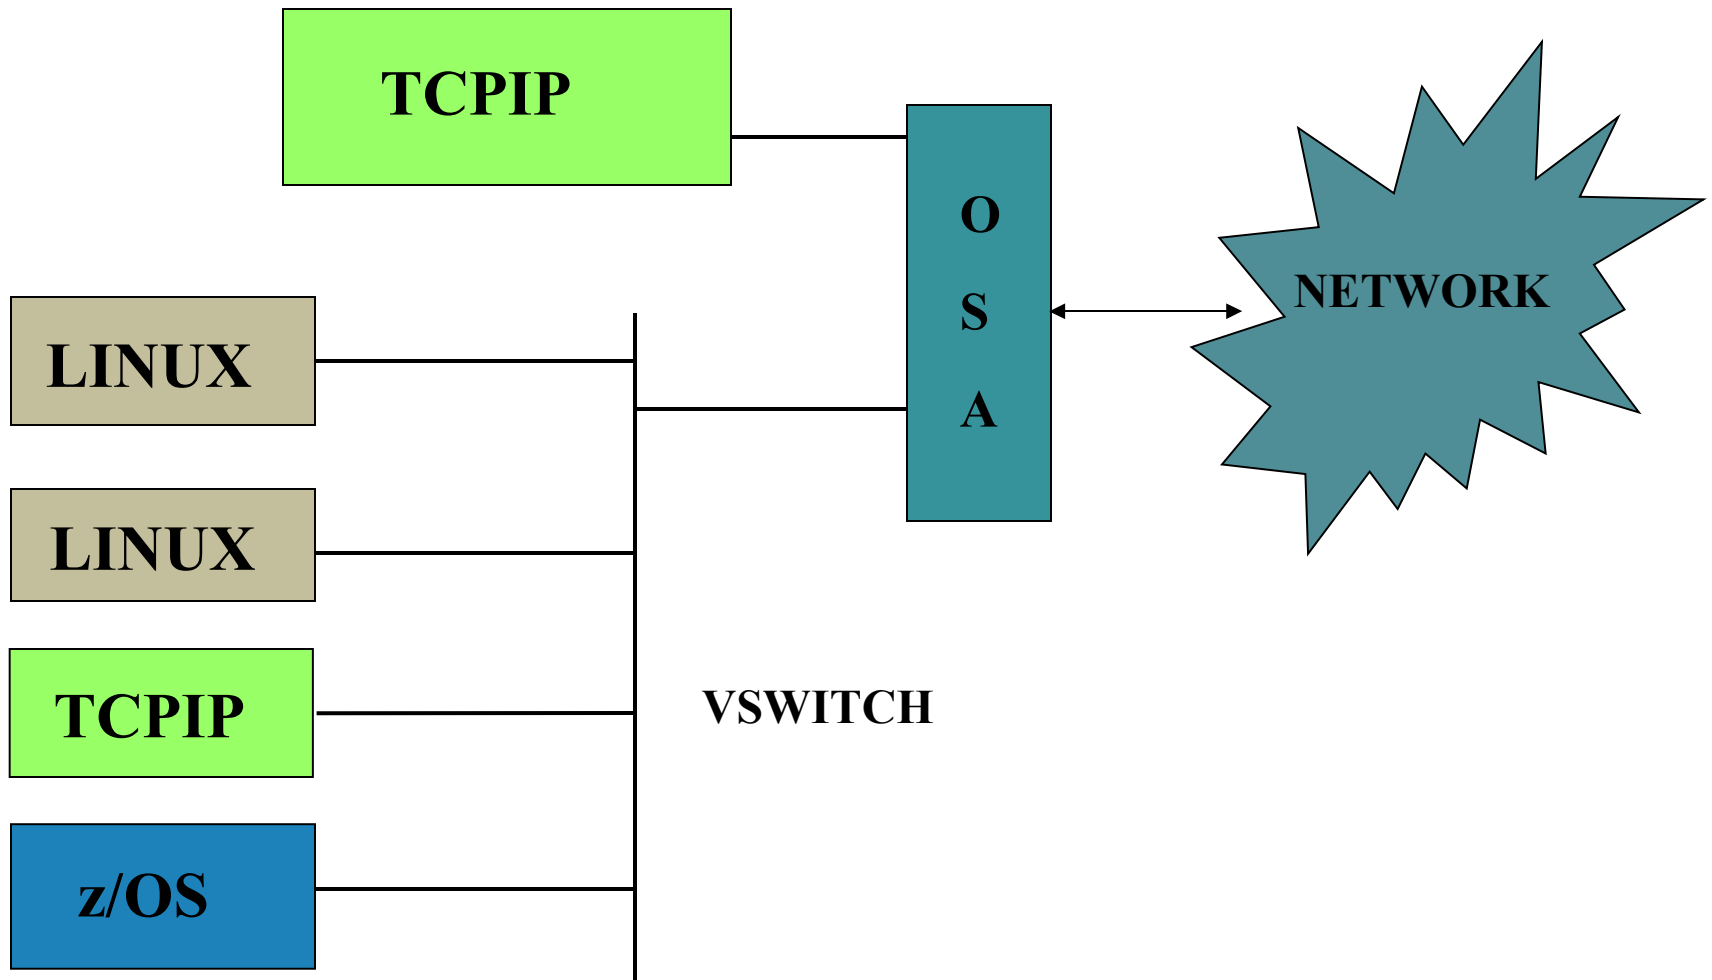 TCPIP
O
S
A
NETWORK
LINUX
LINUX
TCPIP
VSWITCH
z/OS